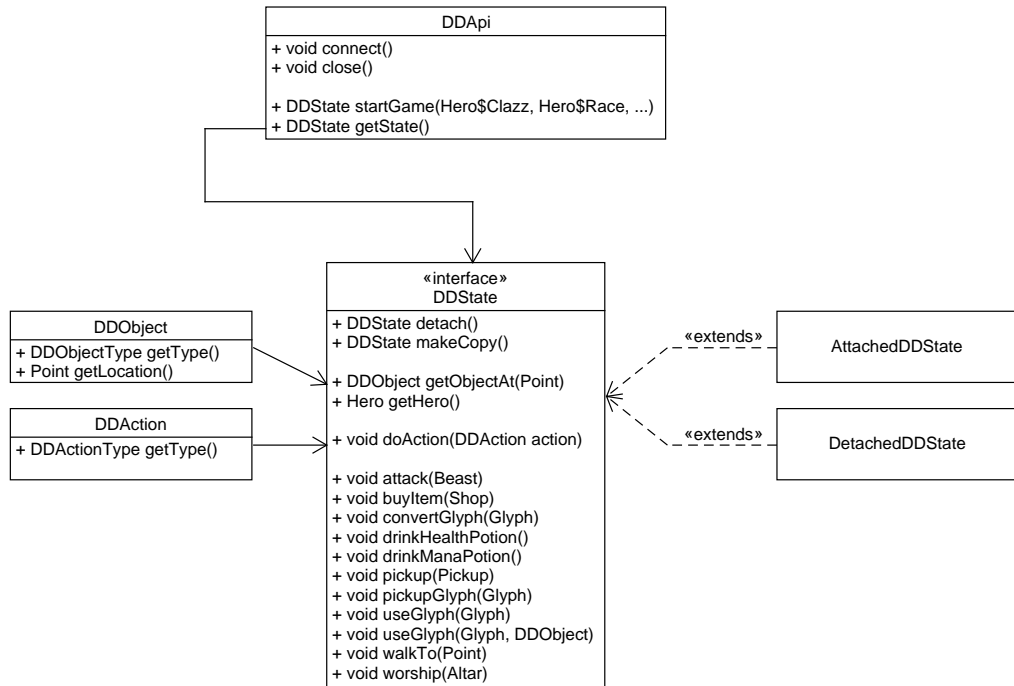 DDApi
+ void connect()
+ void close()
+ DDState startGame(Hero$Clazz, Hero$Race, ...)
+ DDState getState()
«interface»
DDState
+ DDState detach()
+ DDState makeCopy()
+ DDObject getObjectAt(Point)
+ Hero getHero()
+ void doAction(DDAction action)
+ void attack(Beast)
+ void buyItem(Shop)
+ void convertGlyph(Glyph)
+ void drinkHealthPotion()
+ void drinkManaPotion()
+ void pickup(Pickup)
+ void pickupGlyph(Glyph)
+ void useGlyph(Glyph)
+ void useGlyph(Glyph, DDObject)
+ void walkTo(Point)
+ void worship(Altar)
DDObject
+ DDObjectType getType()
+ Point getLocation()
DDAction
+ DDActionType getType()
«extends»
AttachedDDState
«extends»
DetachedDDState